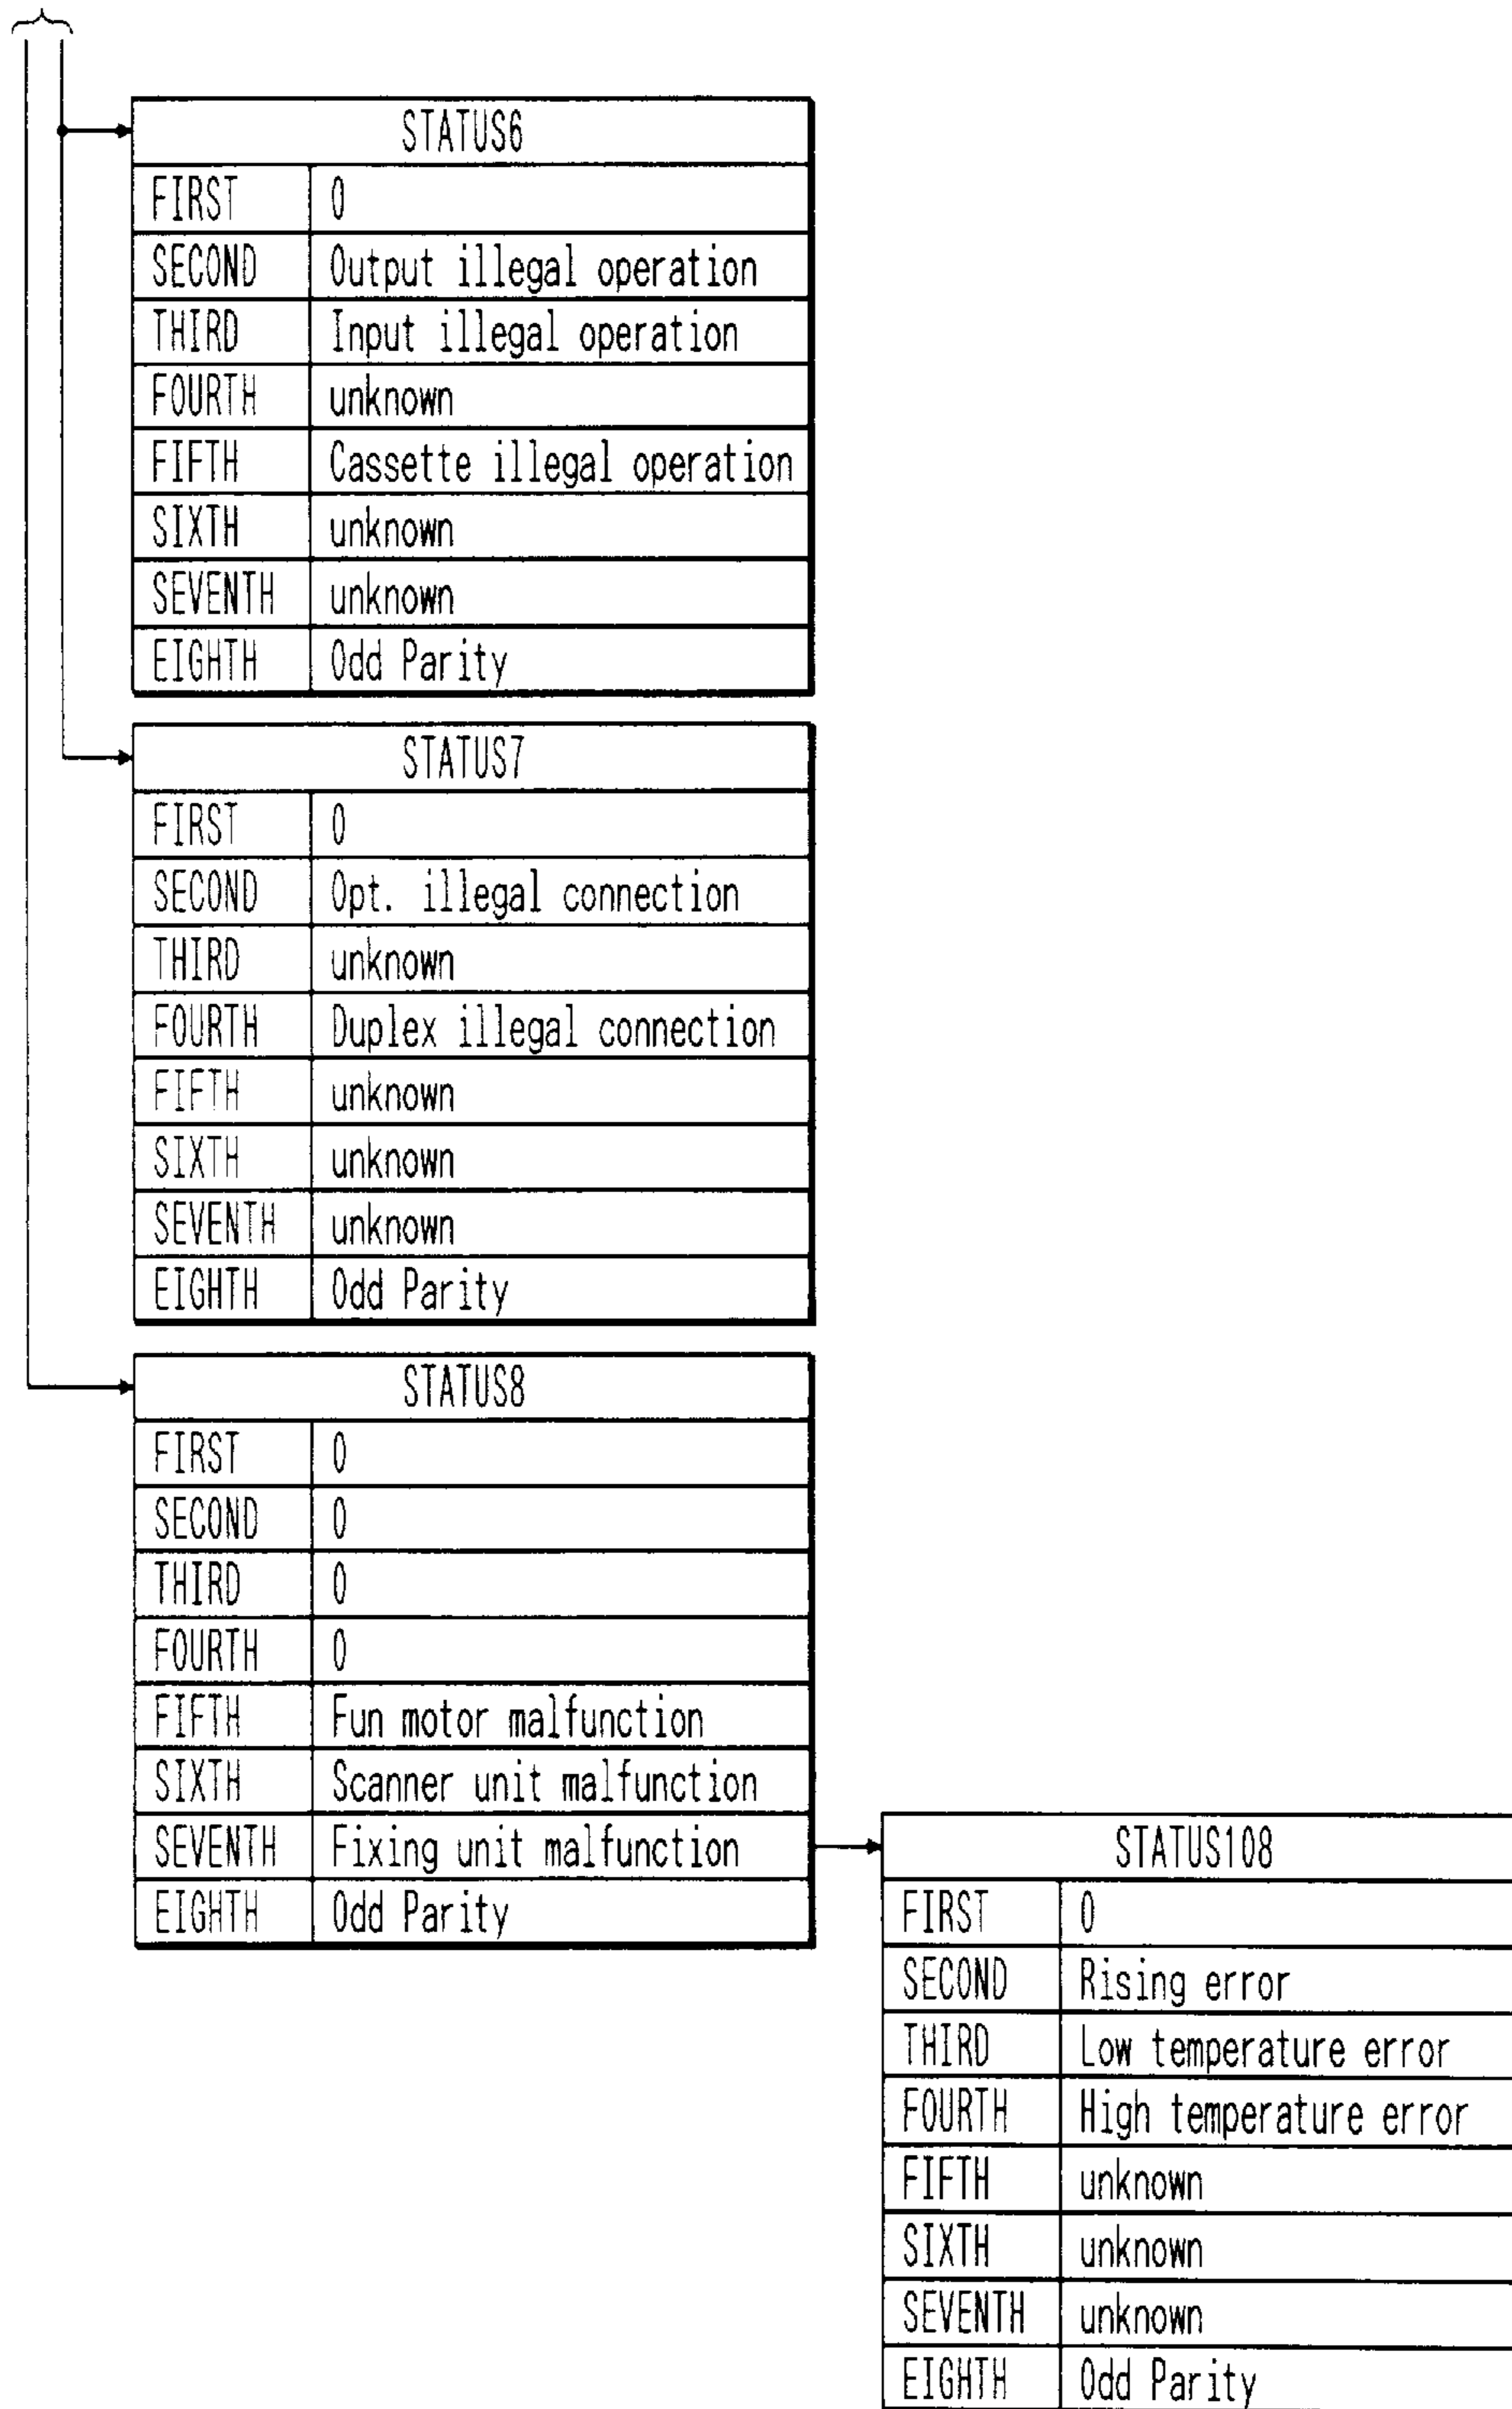 STATUS6
FIRST 0
SECOND Output illegal operation
THIRD Input illegal operation
FOURTH unknown
FIFTH Cassette illegal operation
SIXTH unknown
SEVENTH unknown
EIGHTH Odd Parity
STATUS7
FIRST 0
SECOND Opt. illegal connection
THIRD unknown
FOURTH Duplex illegal connection
FIFTH unknown
SIXTH unknown
SEVENTH unknown
EIGHTH Odd Parity
STATUS8
FIRST 0
SECOND 0
THIRD 0
FOURTH 0
FIFTH Fun motor malfunction
SIXTH Scanner unit malfunction
SEVENTH Fixing unit malfunction
EIGHTH Odd Parity
STATUS108
FIRST 0
SECOND Rising error
THIRD Low temperature error
FOURTH High temperature error
FIFTH unknown
SIXTH unknown
SEVENTH unknown
EIGHTH Odd Parity